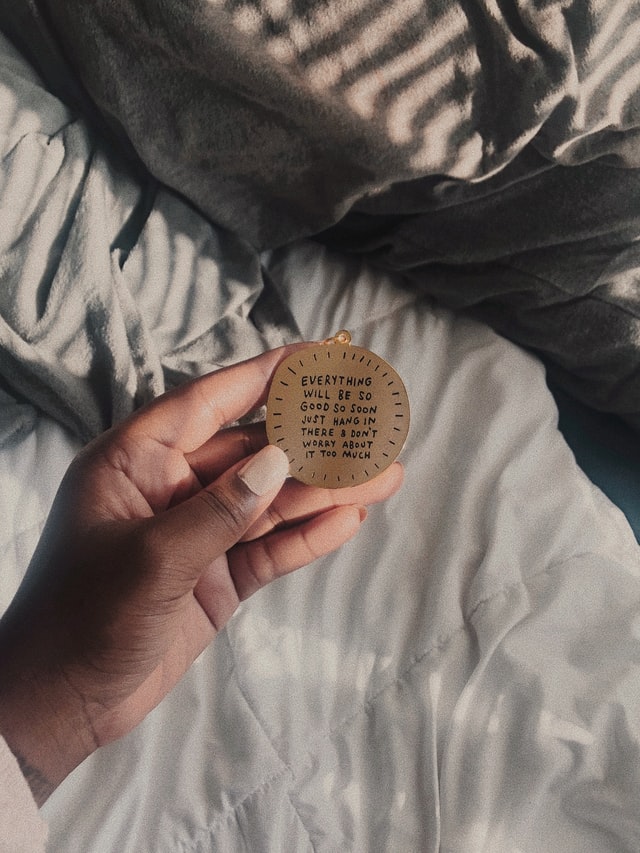 EVERYTHING
WILL BE SO
GOOD SO SOON
JUST HANG IN
THERE & DON'T
WORRY ABOUT
IT TOO MUCH